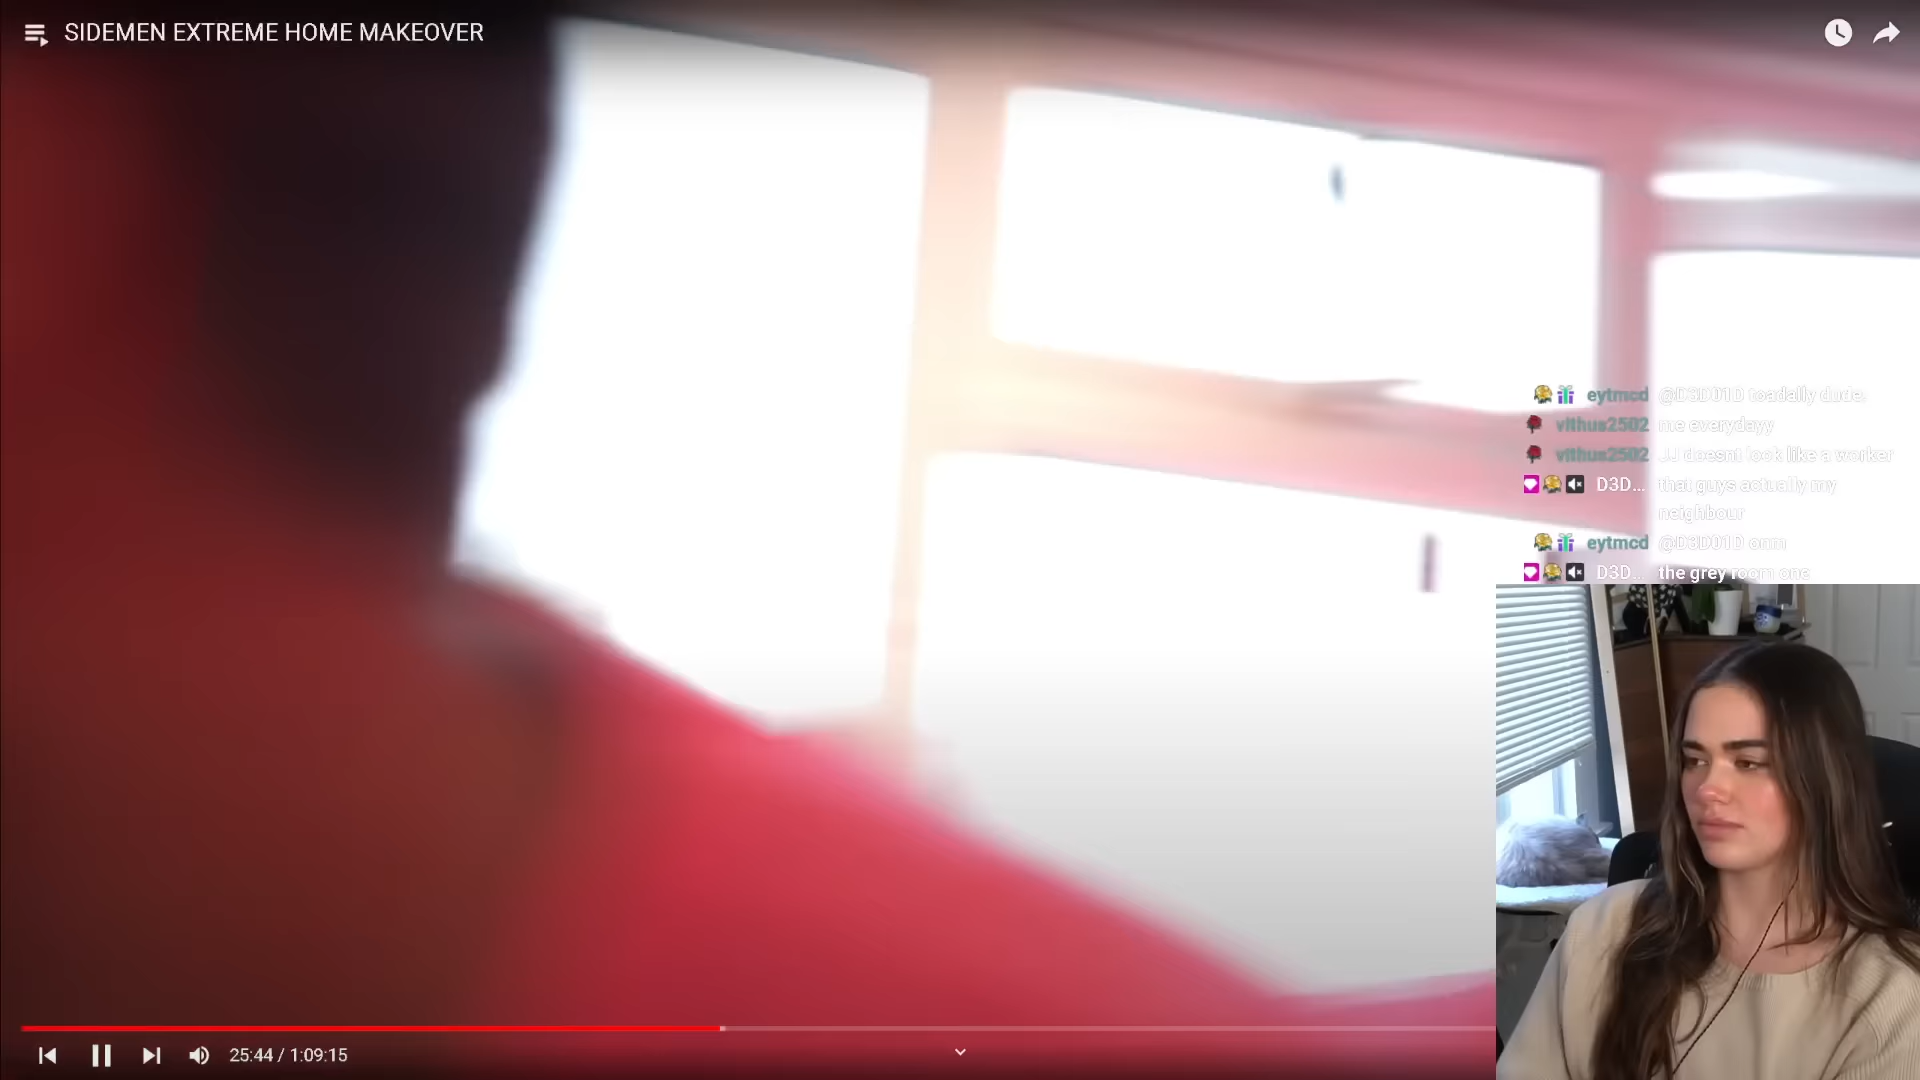 SIDEMEN EXTREME HOME MAKEOVER
eytmcd @D3D01D toadally dude.
vithus2502 me everydayy
vithus2502 JJ doesnt look like a worker
D3D... that guys actually my
neighbour
eytmcd @D3D01D omm
D3D... the grey room one
25:44 / 1:09:15